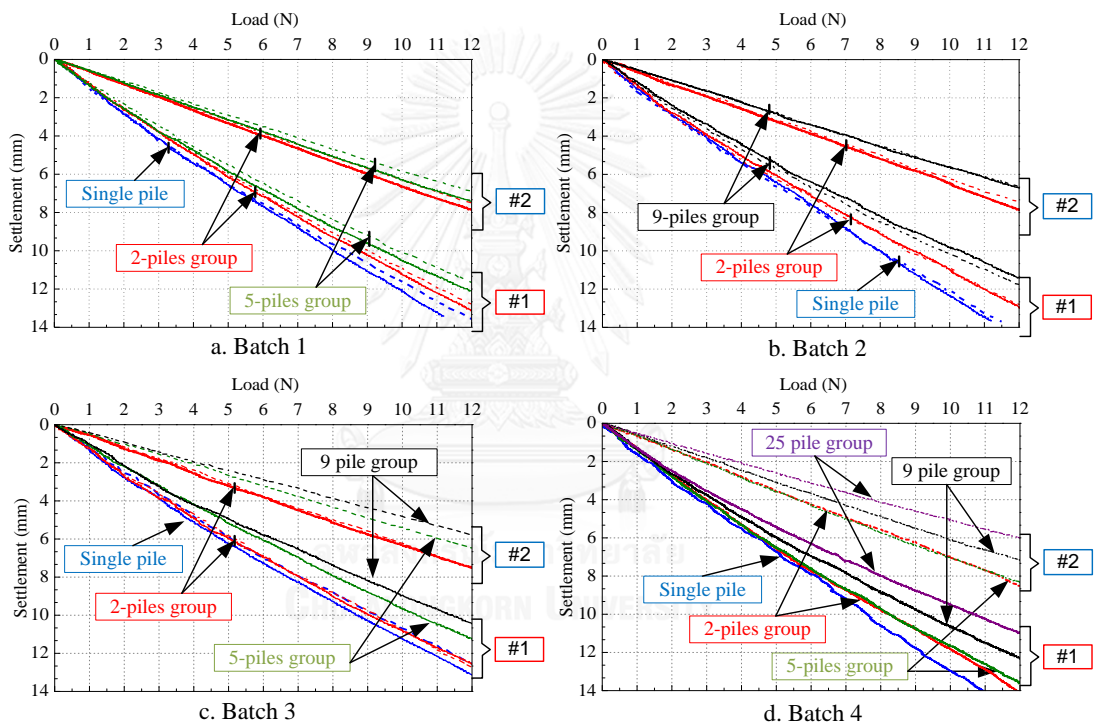 Load (N)
0 1 2 3 4 5 6 7 8 9 10 11 12
0
2
4
6
8
10
12
14
Settlement (mm)
Single pile
2-piles group
5-piles group
#2
#1
a. Batch 1
Load (N)
0 1 2 3 4 5 6 7 8 9 10 11 12
0
2
4
6
8
10
12
14
Settlement (mm)
9-piles group
2-piles group
Single pile
#2
#1
b. Batch 2
Load (N)
0 1 2 3 4 5 6 7 8 9 10 11 12
0
2
4
6
8
10
12
14
Settlement (mm)
9 pile group
Single pile
2-piles group
5-piles group
#2
#1
c. Batch 3
Load (N)
0 1 2 3 4 5 6 7 8 9 10 11 12
0
2
4
6
8
10
12
14
Settlement (mm)
25 pile group
9 pile group
Single pile
2-piles group
5-piles group
#2
#1
d. Batch 4